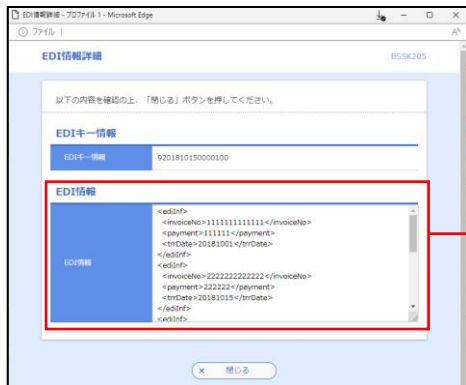 EDI情報詳細 - プロファイル 1 - Microsoft Edge
ファイル
EDI情報詳細
BSSK205
以下の内容を確認の上、「閉じる」ボタンを押してください。
EDIキー情報
EDIキー情報
9201810150000100
EDI情報
EDI情報
<ediInf>
<invoiceNo>1111111111111</invoiceNo>
<payment>111111</payment>
<trrDate>20181001</trrDate>
</ediInf>
<ediInf>
<invoiceNo>2222222222222</invoiceNo>
<payment>222222</payment>
<trrDate>20181015</trrDate>
</ediInf>
<ediInf>
× 閉じる